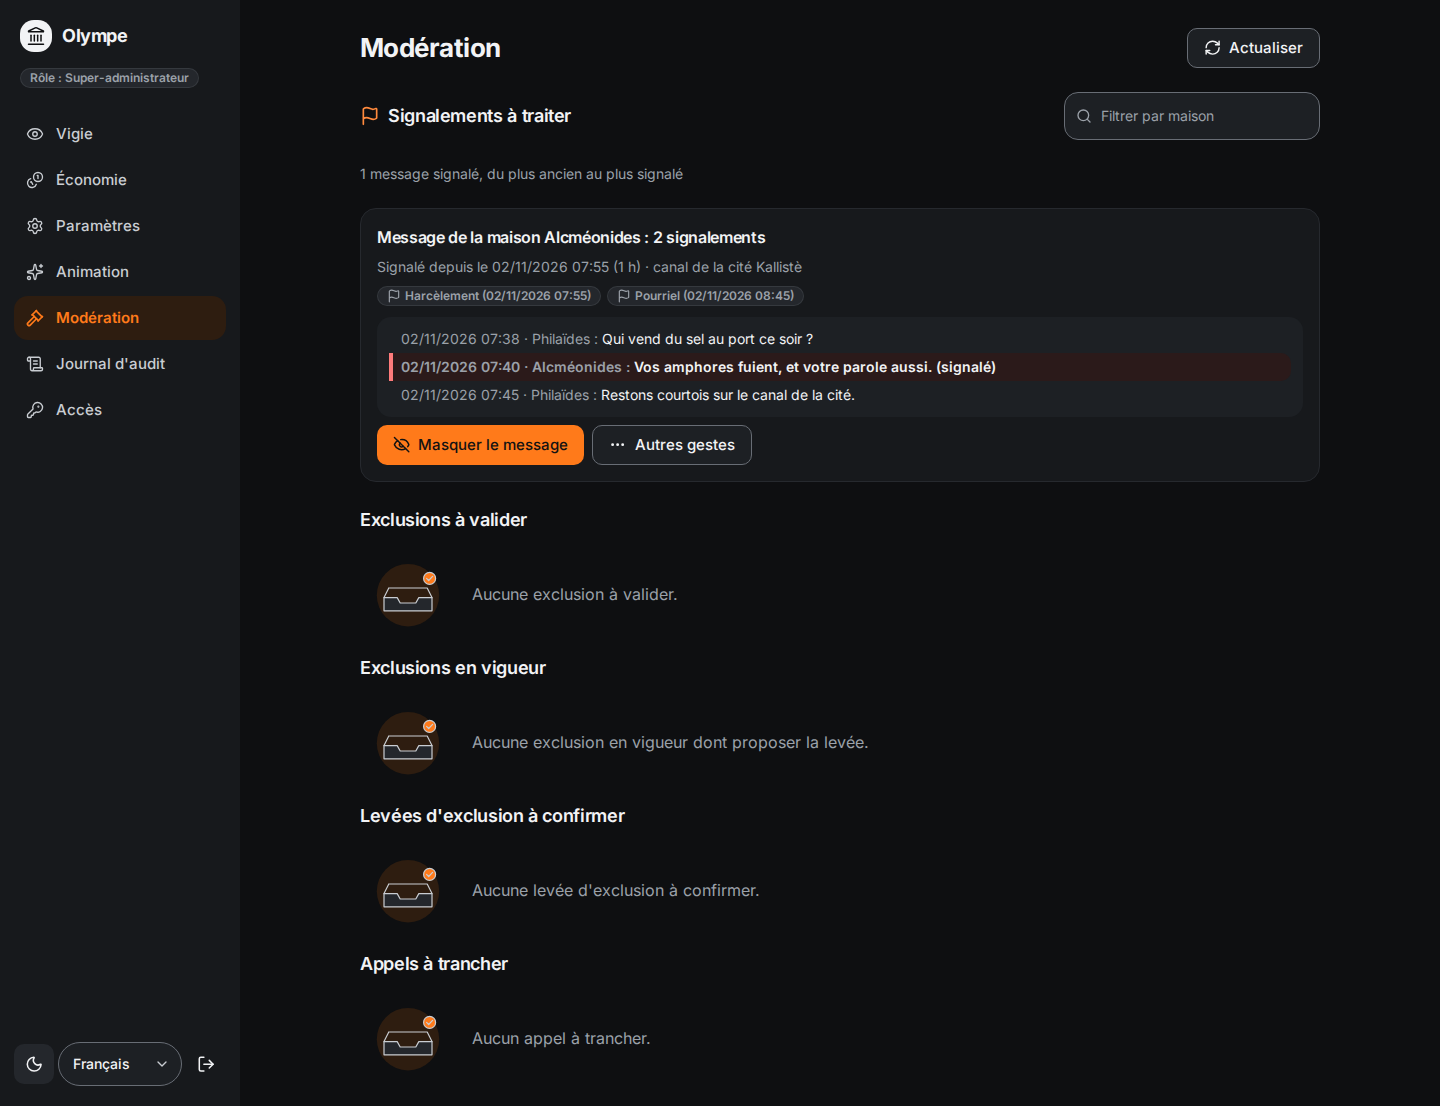 Olympe
Rôle : Super-administrateur
Vigie
Économie
Paramètres
Animation
Modération
Journal d'audit
Accès
Français
Modération
Actualiser
Signalements à traiter
Filtrer par maison
1 message signalé, du plus ancien au plus signalé
Message de la maison Alcméonides : 2 signalements
Signalé depuis le 02/11/2026 07:55 (1 h) · canal de la cité Kallistè
Harcèlement (02/11/2026 07:55)
Pourriel (02/11/2026 08:45)
02/11/2026 07:38 · Philaïdes : Qui vend du sel au port ce soir ?
02/11/2026 07:40 · Alcméonides : Vos amphores fuient, et votre parole aussi. (signalé)
02/11/2026 07:45 · Philaïdes : Restons courtois sur le canal de la cité.
Masquer le message
Autres gestes
Exclusions à valider
Aucune exclusion à valider.
Exclusions en vigueur
Aucune exclusion en vigueur dont proposer la levée.
Levées d'exclusion à confirmer
Aucune levée d'exclusion à confirmer.
Appels à trancher
Aucun appel à trancher.